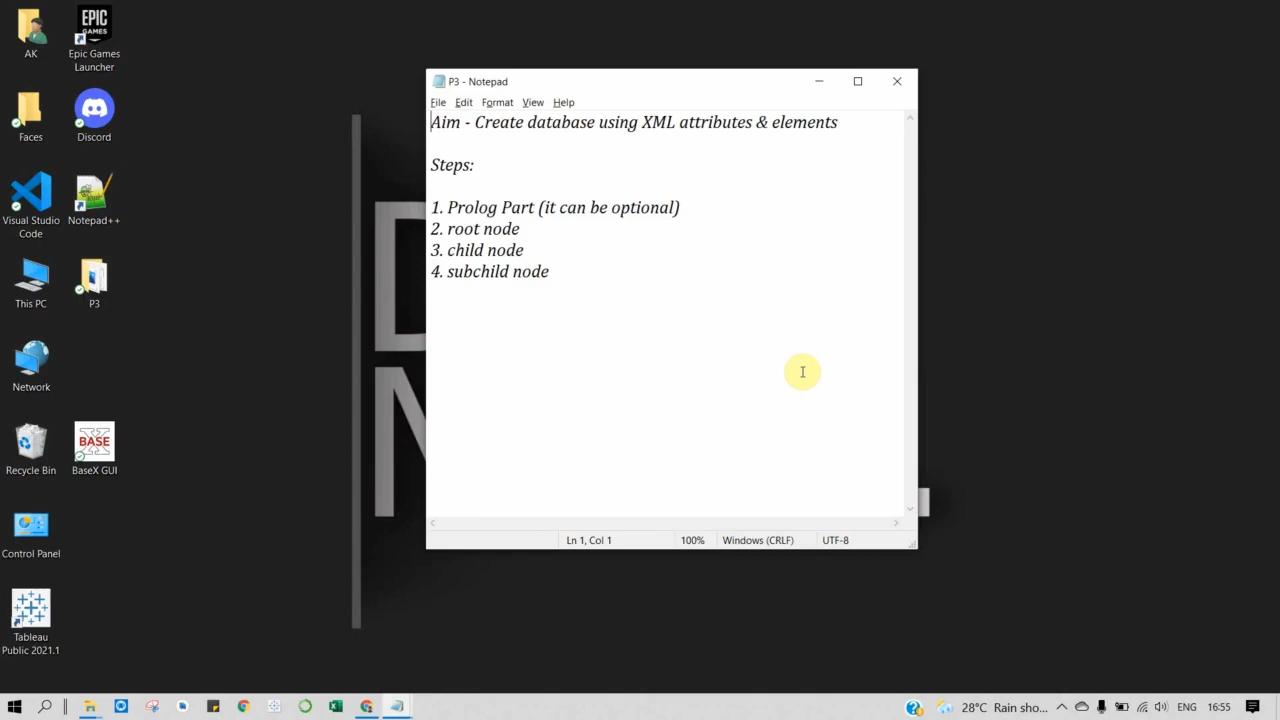 AK
EPIC
GAMES
Epic Games
Launcher
Faces
Discord
Visual Studio
Code
Notepad++
This PC
P3
Network
Recycle Bin
BASE
BaseX GUI
Control Panel
Tableau
Public 2021.1
P3 - Notepad
File Edit Format View Help
Aim - Create database using XML attributes & elements
Steps:
1. Prolog Part (it can be optional)
2. root node
3. child node
4. subchild node
Ln 1, Col 1 100% Windows (CRLF) UTF-8
D
N
28°C Rain sho... ENG 16:55